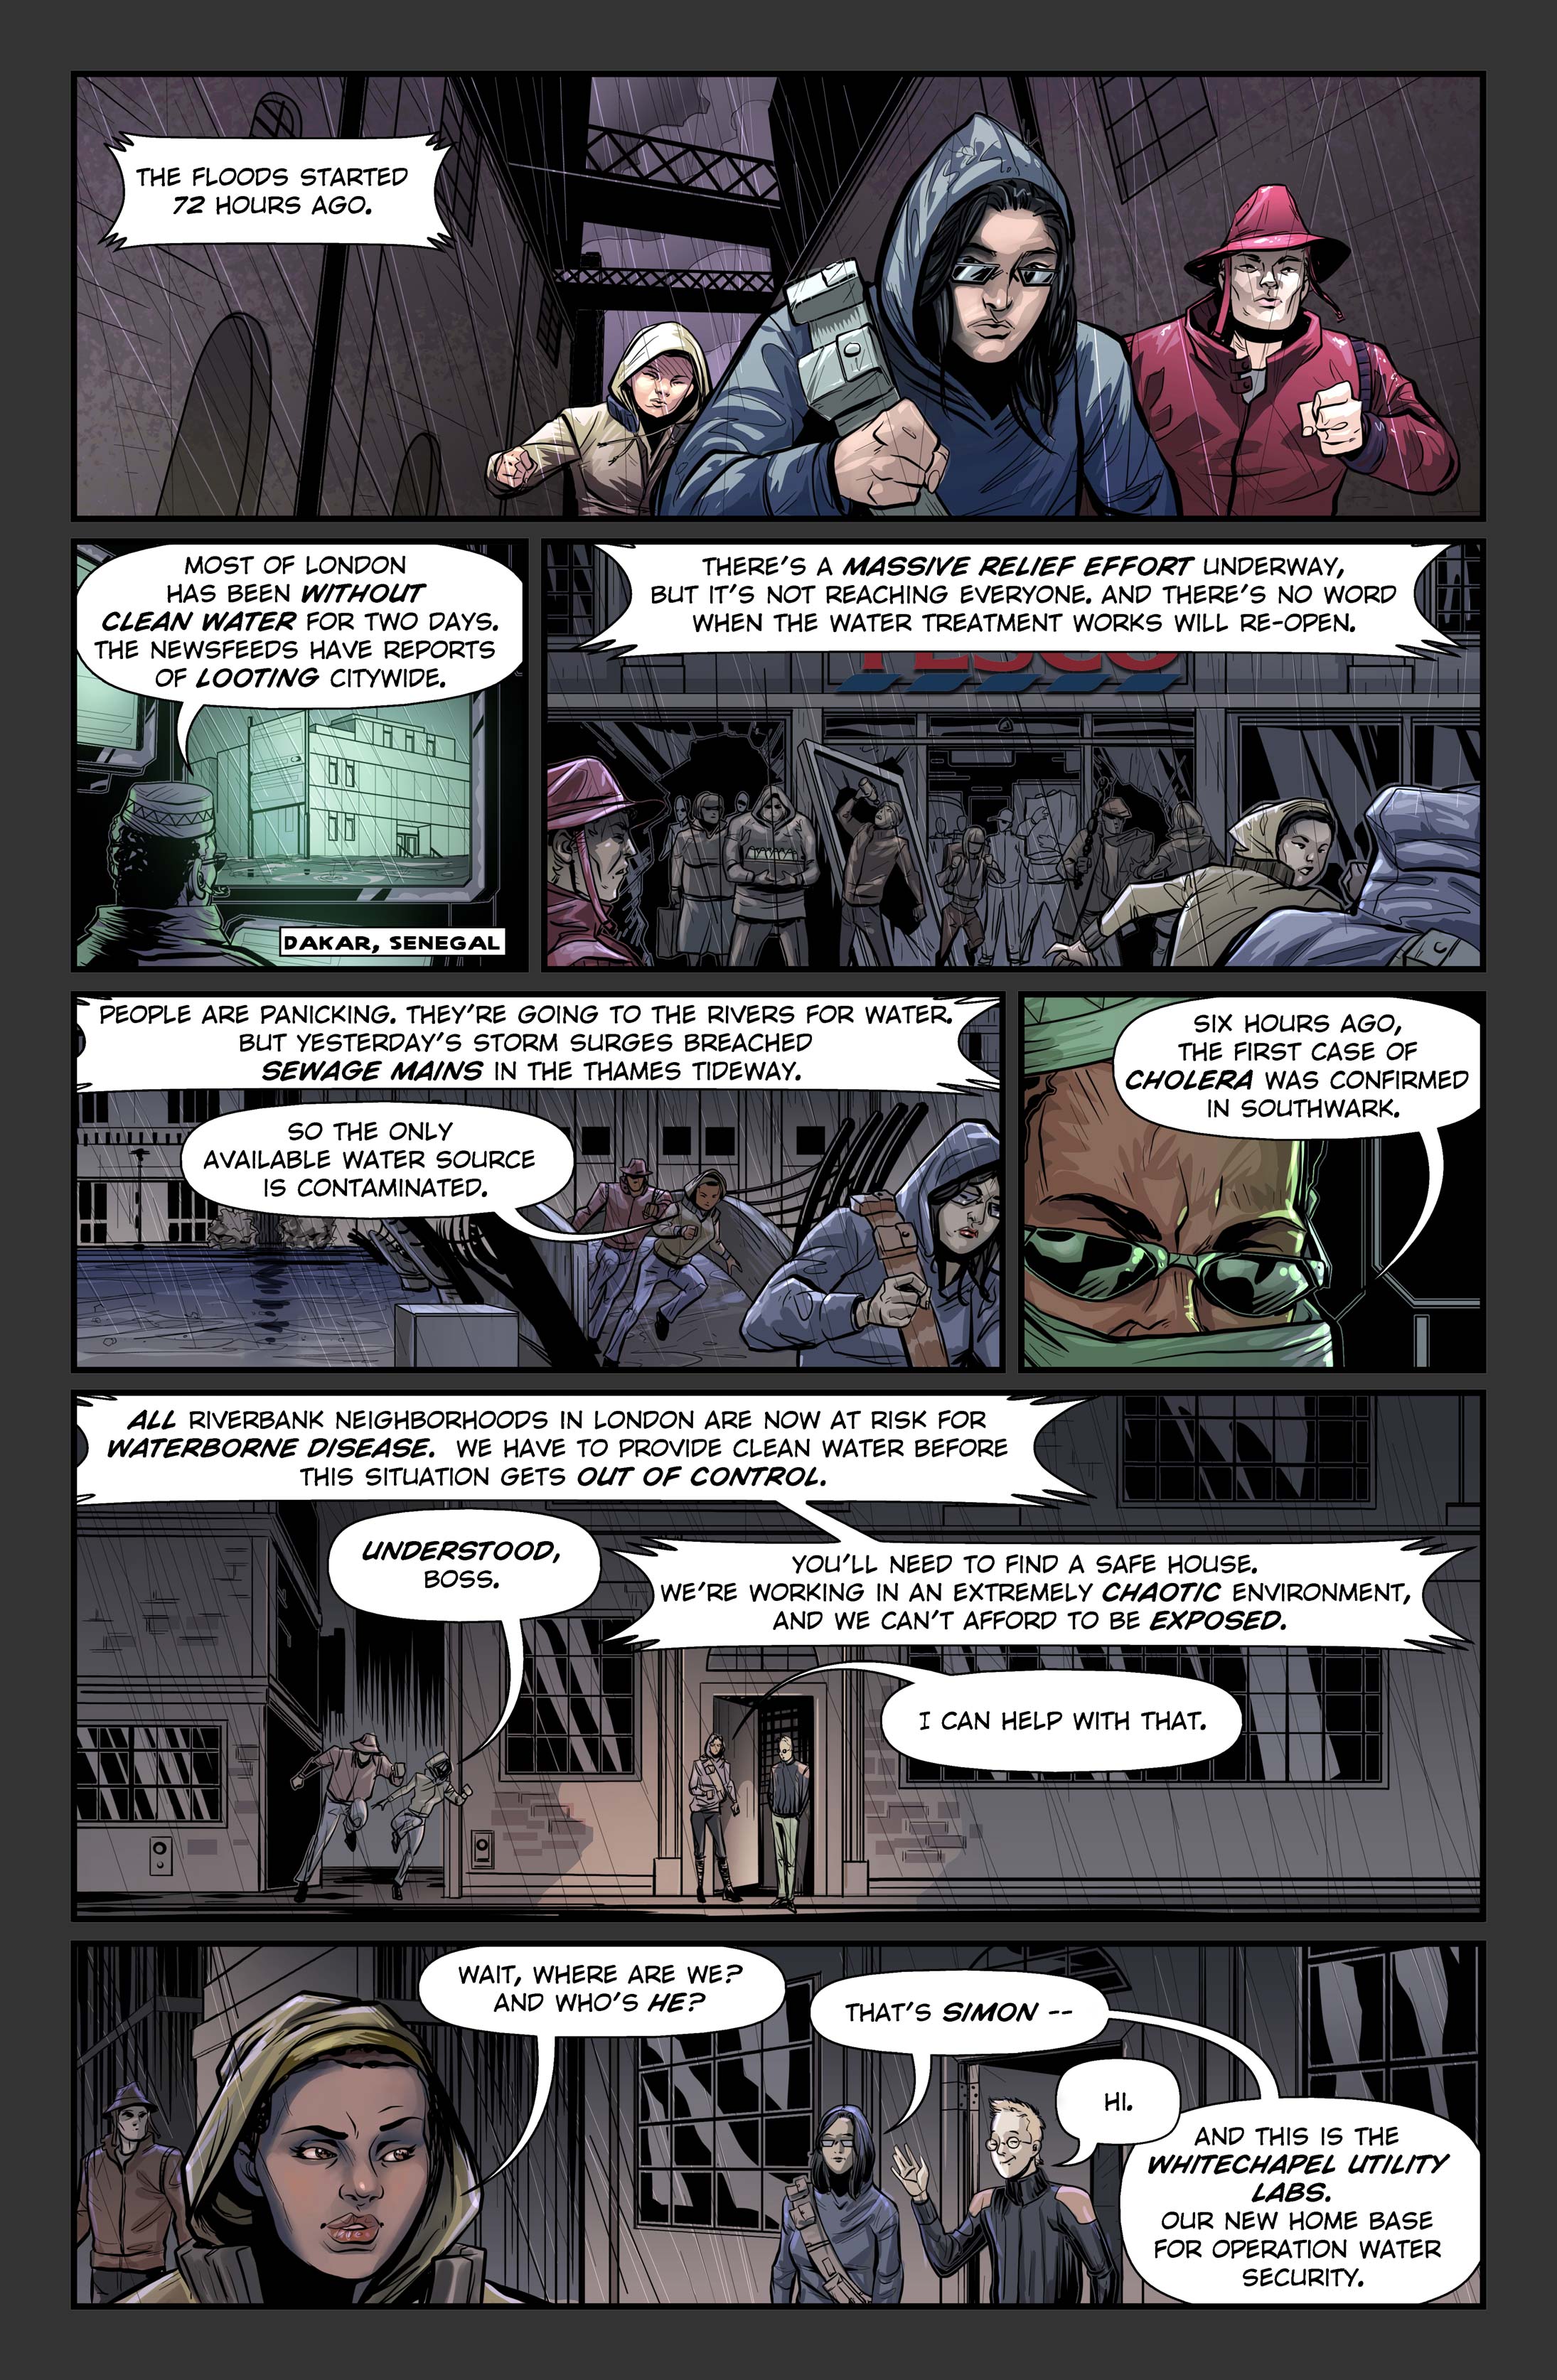 THE FLOODS STARTED
72 HOURS AGO.
MOST OF LONDON
HAS BEEN WITHOUT
CLEAN WATER FOR TWO DAYS.
THE NEWSFEEDS HAVE REPORTS
OF LOOTING CITYWIDE.
DAKAR, SENEGAL
THERE'S A MASSIVE RELIEF EFFORT UNDERWAY,
BUT IT'S NOT REACHING EVERYONE. AND THERE'S NO WORD
WHEN THE WATER TREATMENT WORKS WILL RE-OPEN.
TESCO
PEOPLE ARE PANICKING. THEY'RE GOING TO THE RIVERS FOR WATER.
BUT YESTERDAY'S STORM SURGES BREACHED
SEWAGE MAINS IN THE THAMES TIDEWAY.
SO THE ONLY
AVAILABLE WATER SOURCE
IS CONTAMINATED.
SIX HOURS AGO,
THE FIRST CASE OF
CHOLERA WAS CONFIRMED
IN SOUTHWARK.
ALL RIVERBANK NEIGHBORHOODS IN LONDON ARE NOW AT RISK FOR
WATERBORNE DISEASE. WE HAVE TO PROVIDE CLEAN WATER BEFORE
THIS SITUATION GETS OUT OF CONTROL.
UNDERSTOOD,
BOSS.
YOU'LL NEED TO FIND A SAFE HOUSE.
WE'RE WORKING IN AN EXTREMELY CHAOTIC ENVIRONMENT,
AND WE CAN'T AFFORD TO BE EXPOSED.
I CAN HELP WITH THAT.
WAIT, WHERE ARE WE?
AND WHO'S HE?
THAT'S SIMON --
HI.
AND THIS IS THE
WHITECHAPEL UTILITY
LABS.
OUR NEW HOME BASE
FOR OPERATION WATER
SECURITY.